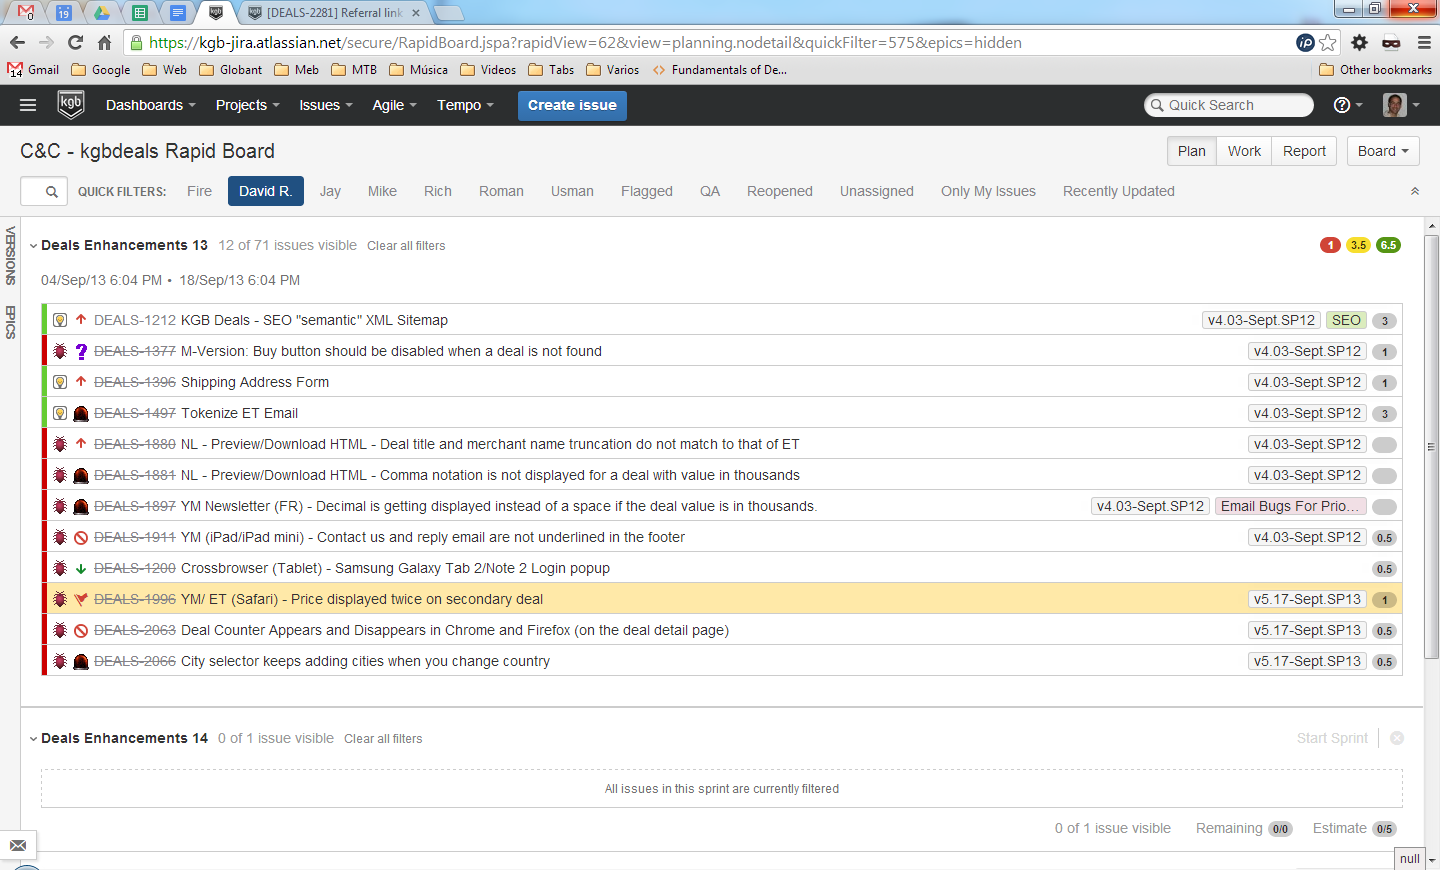 0 19 kgb [DEALS-2281] Referral link
https://kgb-jira.atlassian.net/secure/RapidBoard.jspa?rapidView=62&view=planning.nodetail&quickFilter=575&epics=hidden
14 Gmail Google Web Globant Meb MTB Música Videos Tabs Varios Fundamentals of De... Other bookmarks
kgb Dashboards Projects Issues Agile Tempo Create issue Quick Search
C&C - kgbdeals Rapid Board Plan Work Report Board
QUICK FILTERS: Fire David R. Jay Mike Rich Roman Usman Flagged QA Reopened Unassigned Only My Issues Recently Updated
VERSIONS
EPICS
Deals Enhancements 13 12 of 71 issues visible Clear all filters 1 3.5 6.5
04/Sep/13 6:04 PM • 18/Sep/13 6:04 PM
DEALS-1212 KGB Deals - SEO "semantic" XML Sitemap v4.03-Sept.SP12 SEO 3
DEALS-1377 M-Version: Buy button should be disabled when a deal is not found v4.03-Sept.SP12 1
DEALS-1396 Shipping Address Form v4.03-Sept.SP12 1
DEALS-1497 Tokenize ET Email v4.03-Sept.SP12 3
DEALS-1880 NL - Preview/Download HTML - Deal title and merchant name truncation do not match to that of ET v4.03-Sept.SP12
DEALS-1881 NL - Preview/Download HTML - Comma notation is not displayed for a deal with value in thousands v4.03-Sept.SP12
DEALS-1897 YM Newsletter (FR) - Decimal is getting displayed instead of a space if the deal value is in thousands. v4.03-Sept.SP12 Email Bugs For Prio...
DEALS-1911 YM (iPad/iPad mini) - Contact us and reply email are not underlined in the footer v4.03-Sept.SP12 0.5
DEALS-1200 Crossbrowser (Tablet) - Samsung Galaxy Tab 2/Note 2 Login popup 0.5
DEALS-1996 YM/ ET (Safari) - Price displayed twice on secondary deal v5.17-Sept.SP13 1
DEALS-2063 Deal Counter Appears and Disappears in Chrome and Firefox (on the deal detail page) v5.17-Sept.SP13 0.5
DEALS-2066 City selector keeps adding cities when you change country v5.17-Sept.SP13 0.5
Deals Enhancements 14 0 of 1 issue visible Clear all filters Start Sprint
All issues in this sprint are currently filtered
0 of 1 issue visible Remaining 0/0 Estimate 0/5
null